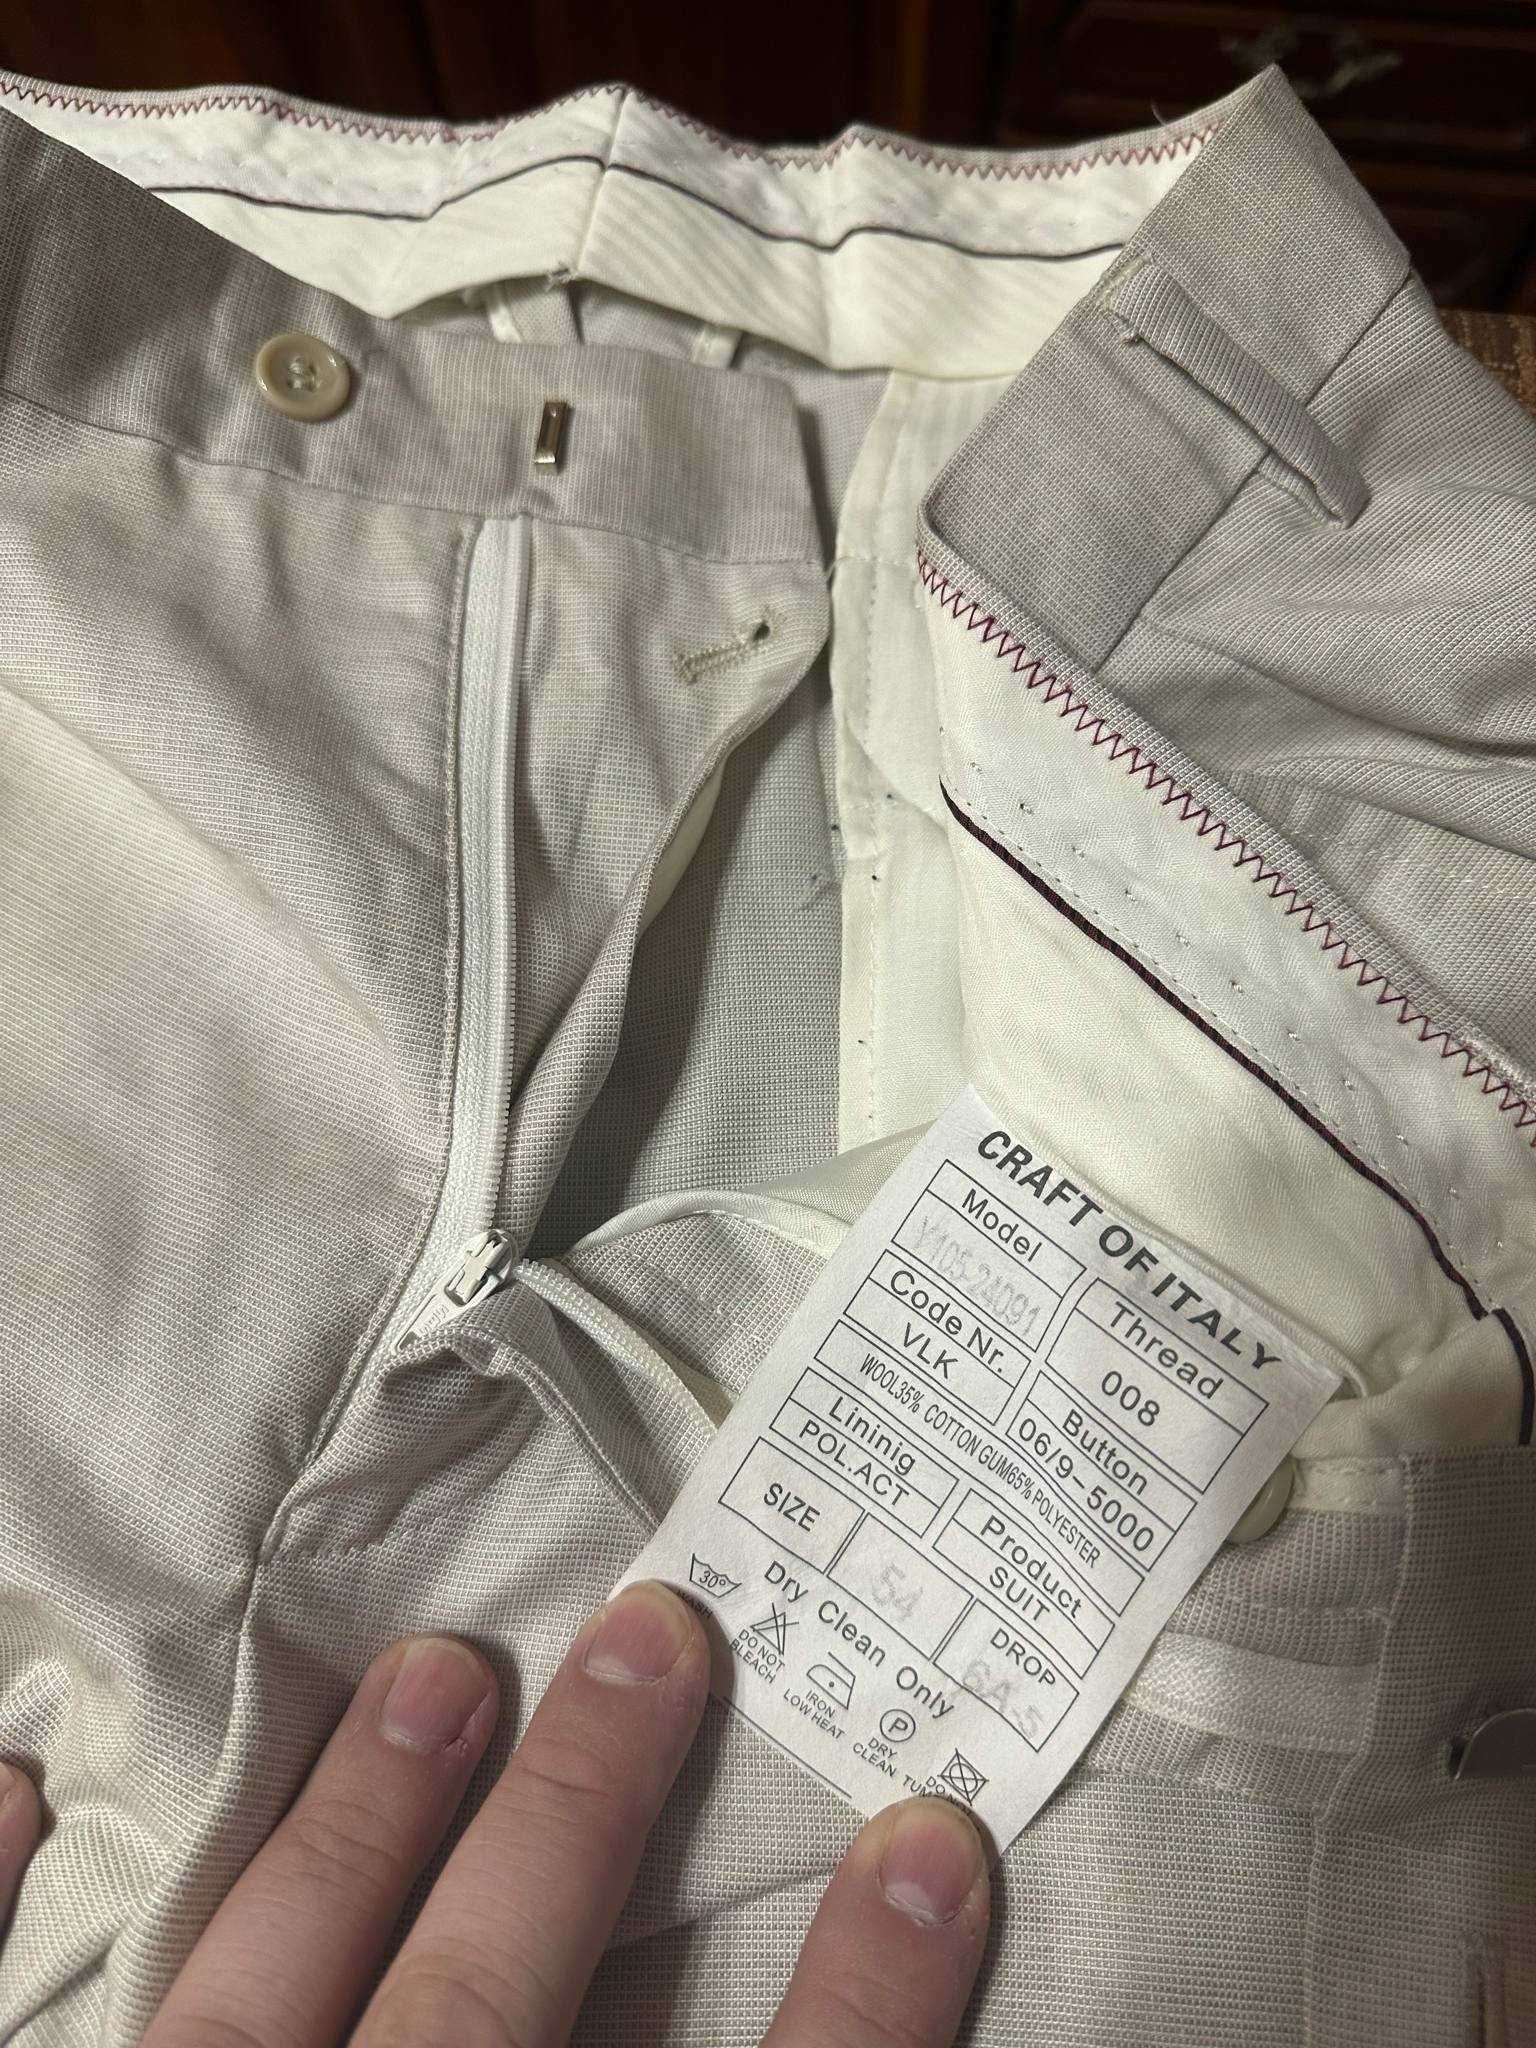 CRAFT OF ITALY
Model
Thread
008
Code Nr.
VLK
Button
06/9-5000
WOOL35% COTTON GUM65%POLYESTER
Lininig
POL.ACT
Product
SUIT
SIZE
54
DROP
6A-5
Dry Clean Only
30°
DO NOT
BLEACH
IRON
LOW HEAT
P
DRY
CLEAN
DO NOT